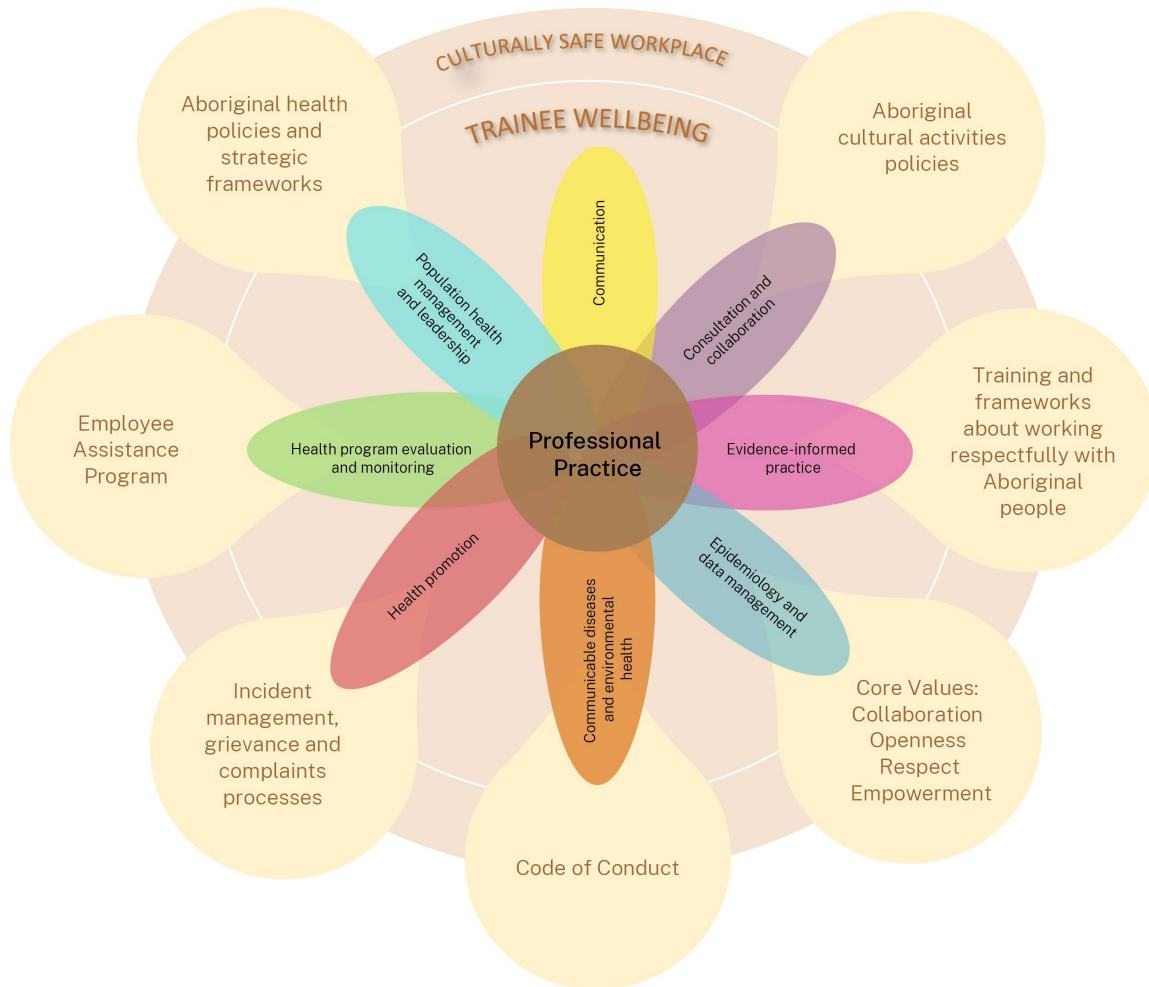 CULTURALLY SAFE WORKPLACE
TRAINEE WELLBEING
Aboriginal health
policies and
strategic
frameworks
Aboriginal
cultural activities
policies
Communication
Population health
management
and leadership
Consultation and
collaboration
Employee
Assistance
Program
Health program evaluation
and monitoring
Professional
Practice
Evidence-informed
practice
Training and
frameworks
about working
respectfully with
Aboriginal
people
Health promotion
Communicable diseases
and environmental
health
Epidemiology and
data management
Incident
management,
grievance and
complaints
processes
Core Values:
Collaboration
Openness
Respect
Empowerment
Code of Conduct